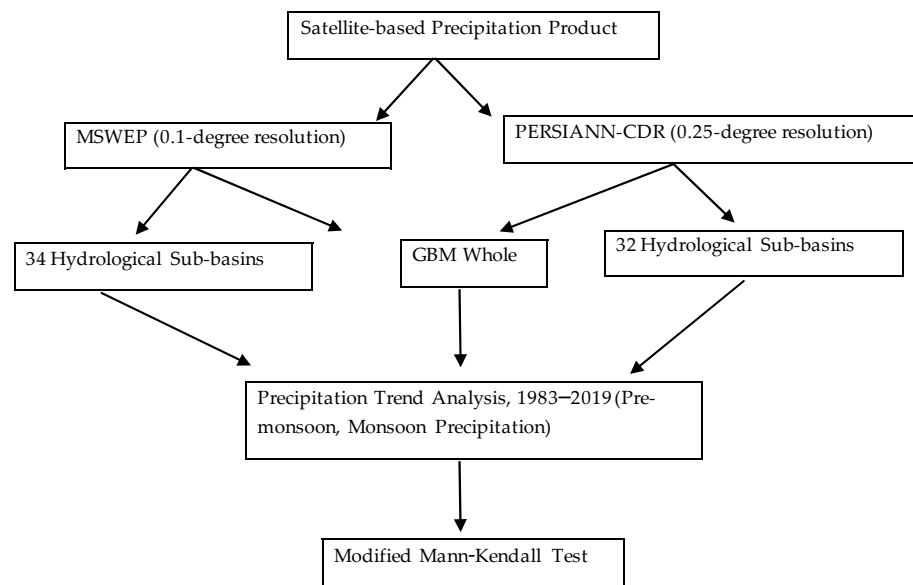 Satellite-based Precipitation Product
MSWEP (0.1-degree resolution)
PERSIANN-CDR (0.25-degree resolution)
34 Hydrological Sub-basins
GBM Whole
32 Hydrological Sub-basins
Precipitation Trend Analysis, 1983–2019 (Pre-
monsoon, Monsoon Precipitation)
Modified Mann-Kendall Test